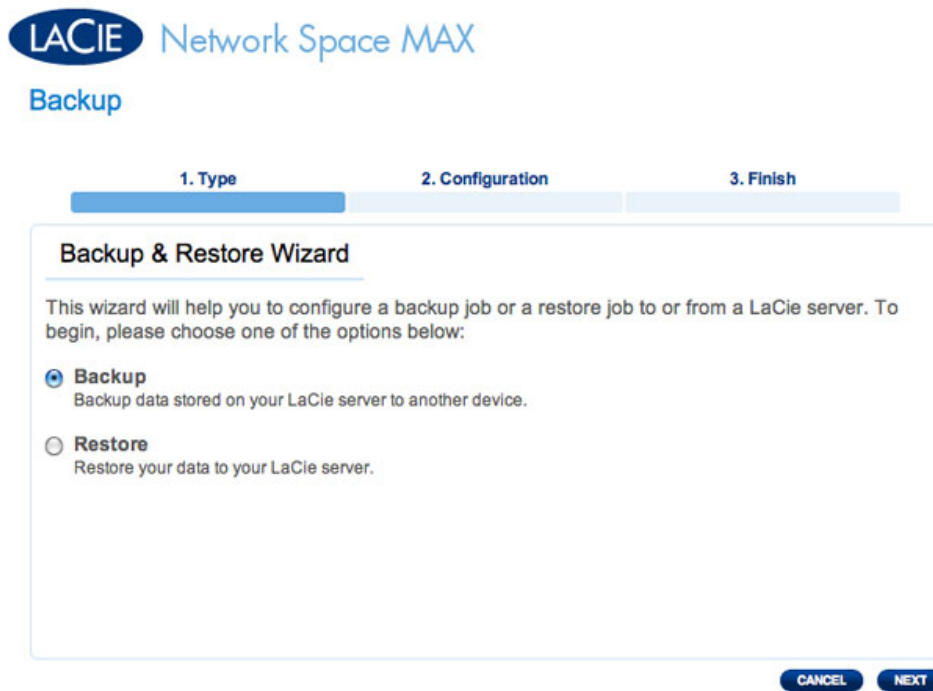 LACIE Network Space MAX
Backup
1. Type 2. Configuration 3. Finish
Backup & Restore Wizard
This wizard will help you to configure a backup job or a restore job to or from a LaCie server. To
begin, please choose one of the options below:
Backup
Backup data stored on your LaCie server to another device.
Restore
Restore your data to your LaCie server.
CANCEL NEXT